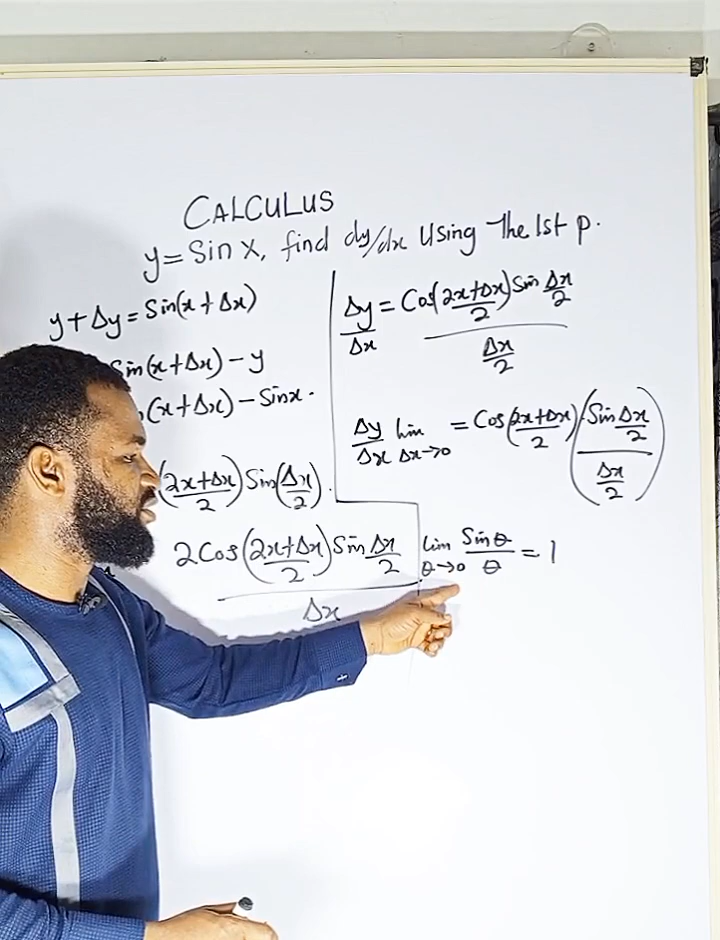 CALCULUS
y = Sin x, find dy/dx Using The 1st p.
y + Δy = Sin(x + Δx)
Sin(x + Δx) – y
(x + Δx) – Sinx.
(2x+Δx/2) Sin(Δx/2).
2Cos(2x+Δx/2) Sin Δx/2
Δx
Δy/Δx = Cos(2x+Δx/2) Sin Δx/2
Δx/2
Δy/Δx lim Δx→0 = Cos(2x+Δx/2) · (Sin Δx/2 / Δx/2)
lim θ→0 Sinθ/θ = 1